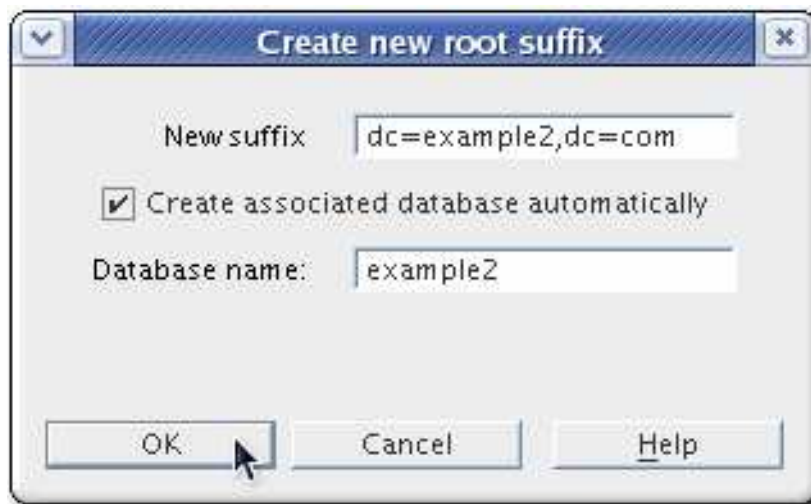 Create new root suffix
New suffix dc=example2,dc=com
Create associated database automatically
Database name: example2
OK Cancel Help